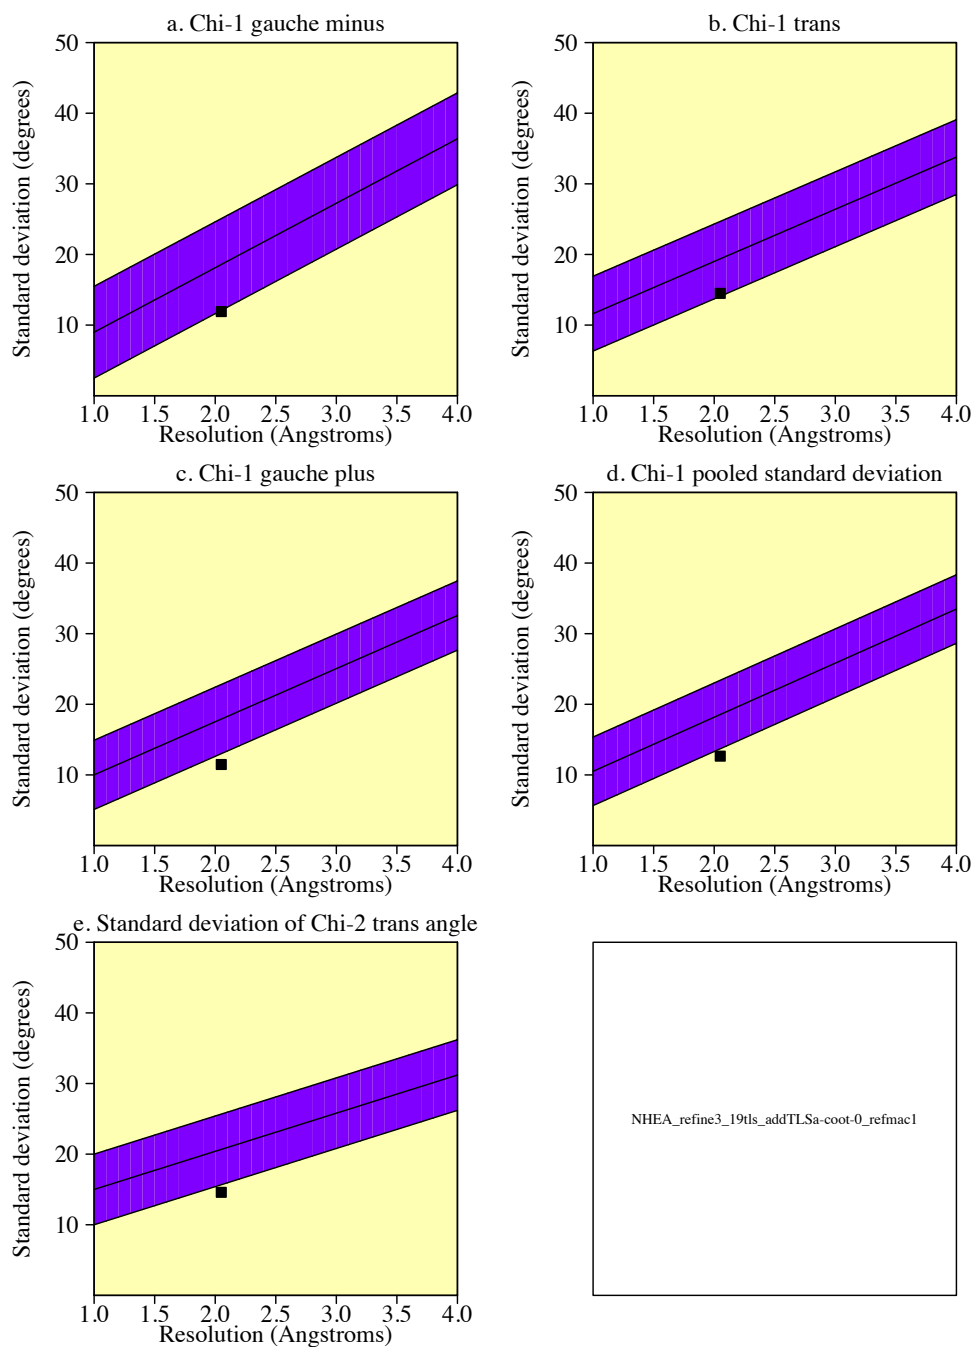 a. Chi-1 gauche minus
Standard deviation (degrees)
50
40
30
20
10
1.0 1.5 2.0 2.5 3.0 3.5 4.0
Resolution (Angstroms)
b. Chi-1 trans
Standard deviation (degrees)
50
40
30
20
10
1.0 1.5 2.0 2.5 3.0 3.5 4.0
Resolution (Angstroms)
c. Chi-1 gauche plus
Standard deviation (degrees)
50
40
30
20
10
1.0 1.5 2.0 2.5 3.0 3.5 4.0
Resolution (Angstroms)
d. Chi-1 pooled standard deviation
Standard deviation (degrees)
50
40
30
20
10
1.0 1.5 2.0 2.5 3.0 3.5 4.0
Resolution (Angstroms)
e. Standard deviation of Chi-2 trans angle
Standard deviation (degrees)
50
40
30
20
10
1.0 1.5 2.0 2.5 3.0 3.5 4.0
Resolution (Angstroms)
NHEA_refine3_19tls_addTLSa-coot-0_refmac1